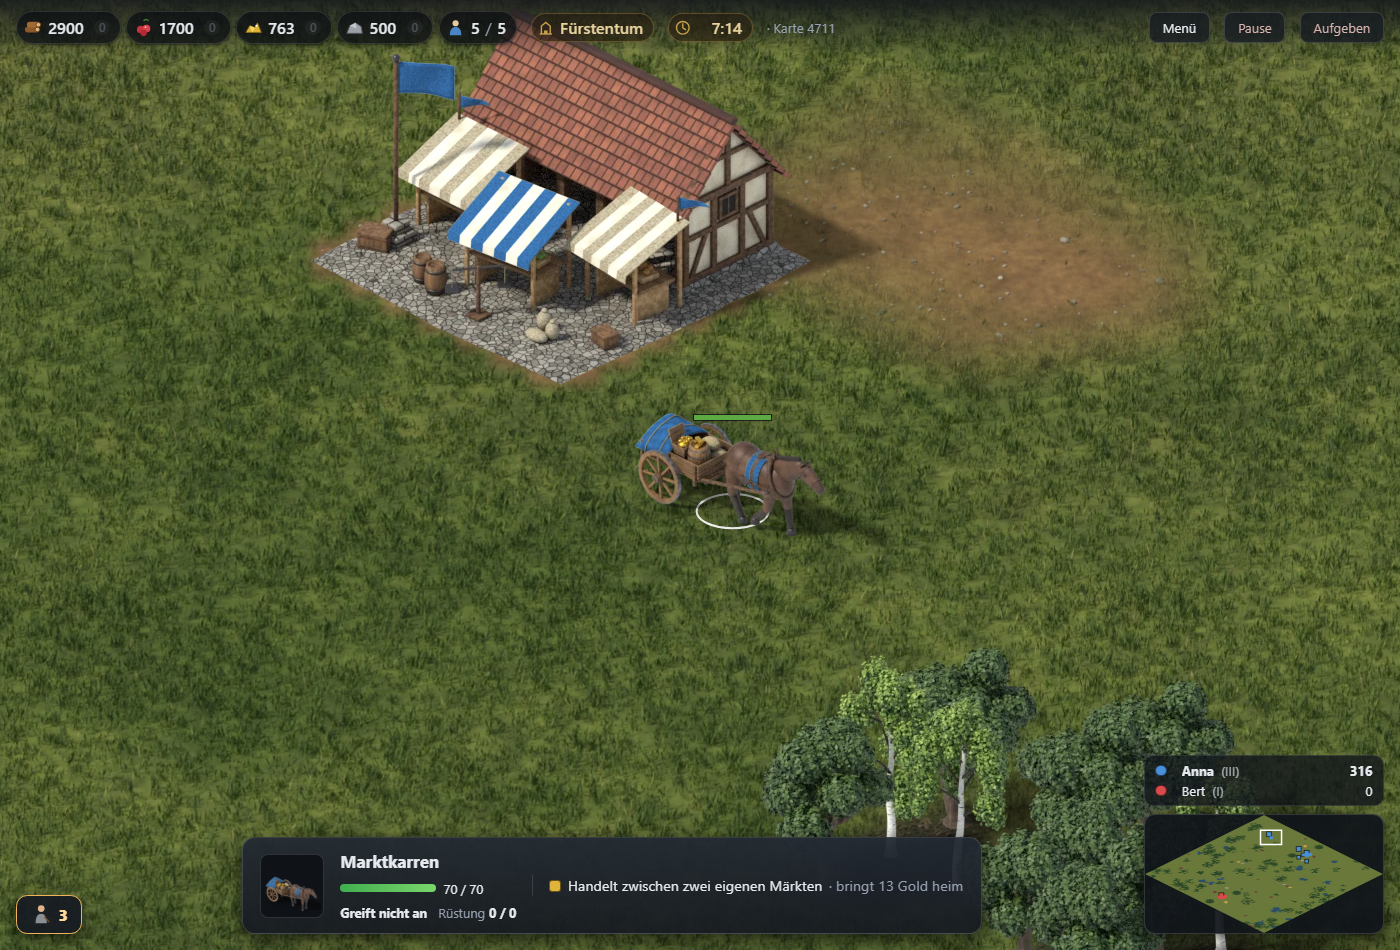 2900 0 1700 0 763 0 500 0 5 / 5 Fürstentum 7:14 · Karte 4711 Menü Pause Aufgeben
Anna (III) 316
Bert (I) 0
Marktkarren
70 / 70
Handelt zwischen zwei eigenen Märkten · bringt 13 Gold heim
Greift nicht an Rüstung 0 / 0
3